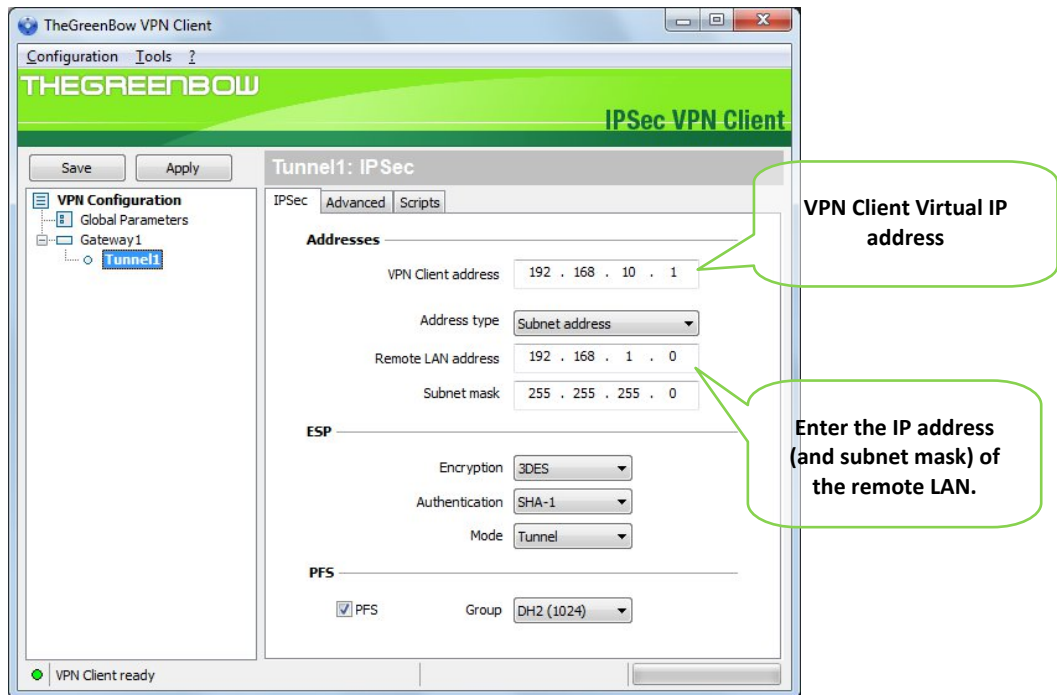 TheGreenBow VPN Client
Configuration Tools ?
THEGREENBOW
IPSec VPN Client
Save Apply
Tunnel1: IPSec
VPN Configuration
Global Parameters
Gateway1
Tunnel1
IPSec Advanced Scripts
Addresses
VPN Client address 192 . 168 . 10 . 1
Address type Subnet address
Remote LAN address 192 . 168 . 1 . 0
Subnet mask 255 . 255 . 255 . 0
ESP
Encryption 3DES
Authentication SHA-1
Mode Tunnel
PFS
PFS Group DH2 (1024)
VPN Client ready
VPN Client Virtual IP
address
Enter the IP address
(and subnet mask) of
the remote LAN.